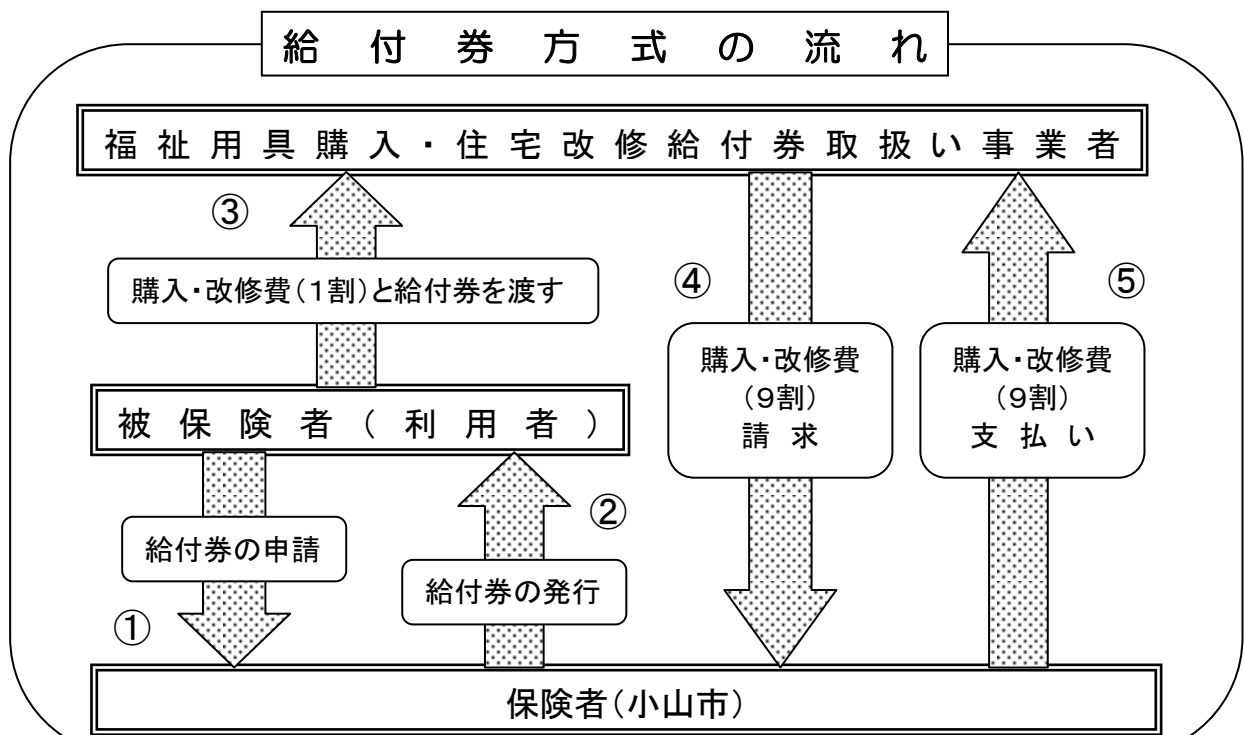 給付券方式の流れ
福祉用具購入・住宅改修給付券取扱い事業者
③
購入・改修費(1割)と給付券を渡す
④
購入・改修費
(9割)
請求
⑤
購入・改修費
(9割)
支払い
被保険者(利用者)
給付券の申請
①
②
給付券の発行
保険者(小山市)